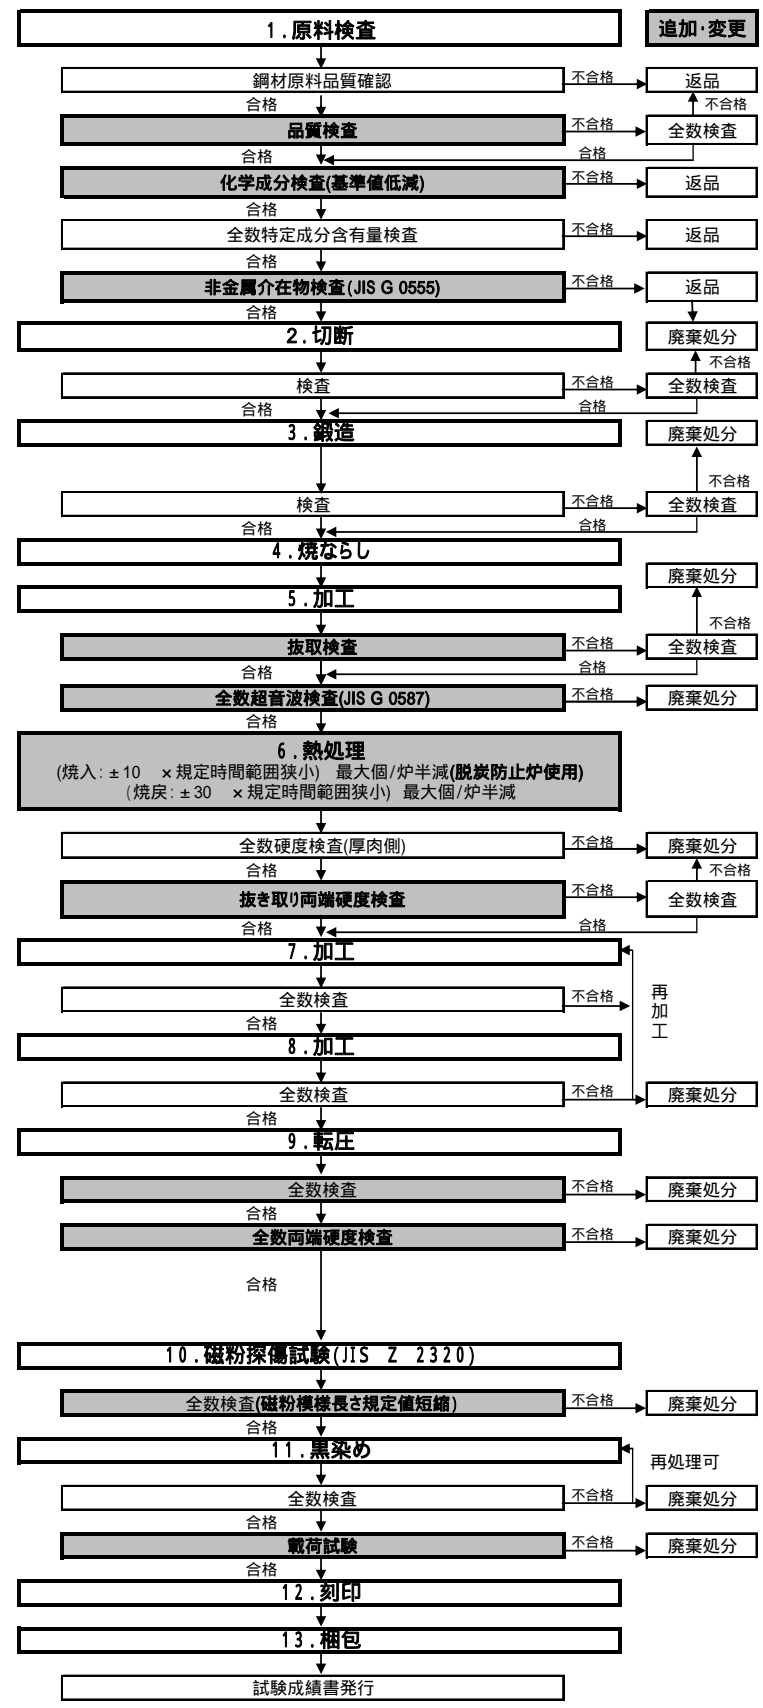 1.原料検査
追加・変更
鋼材原料品質確認
不合格
返品
合格
不合格
品質検査
不合格
全数検査
合格
合格
化学成分検査(基準値低減)
不合格
返品
合格
全数特定成分含有量検査
不合格
返品
合格
非金属介在物検査(JIS G 0555)
不合格
返品
合格
2.切断
廃棄処分
不合格
検査
不合格
全数検査
合格
合格
3.鍛造
廃棄処分
不合格
検査
不合格
全数検査
合格
合格
4.焼ならし
廃棄処分
5.加工
不合格
抜取検査
不合格
全数検査
合格
合格
全数超音波検査(JIS G 0587)
不合格
廃棄処分
合格
6.熱処理
(焼入:±10 ×規定時間範囲狭小) 最大個/炉半減(脱炭防止炉使用)
(焼戻:±30 ×規定時間範囲狭小) 最大個/炉半減
全数硬度検査(厚肉側)
不合格
廃棄処分
合格
不合格
抜き取り両端硬度検査
不合格
全数検査
合格
合格
7.加工
再加工
全数検査
不合格
合格
8.加工
全数検査
不合格
廃棄処分
合格
9.転圧
全数検査
不合格
廃棄処分
合格
全数両端硬度検査
不合格
廃棄処分
合格
10.磁粉探傷試験(JIS Z 2320)
全数検査(磁粉模様長さ規定値短縮)
不合格
廃棄処分
合格
11.黒染め
再処理可
全数検査
不合格
廃棄処分
合格
載荷試験
不合格
廃棄処分
合格
12.刻印
13.梱包
試験成績書発行